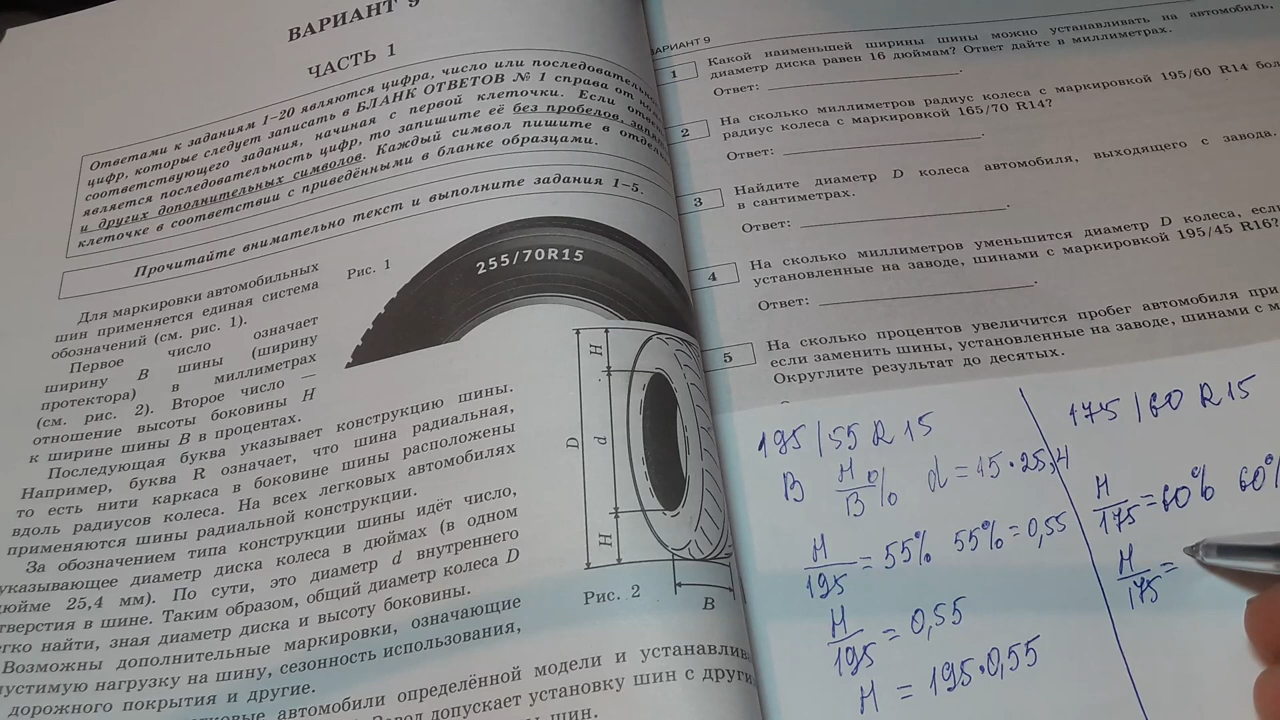 ВАРИАНТ 9
ЧАСТЬ 1
Ответами к заданиям 1–20 являются цифра, число или
цифр, которые следует записать в БЛАНК ОТВЕТОВ № 1 справа от
соответствующего задания, начиная с первой клеточки. Если
является последовательность цифр, то запишите её без пробелов,
и других дополнительных символов. Каждый символ пишите в
клеточке в соответствии с приведёнными в бланке образцами.
Прочитайте внимательно текст и выполните задания 1–5.
Для маркировки автомобильных
шин применяется единая система
обозначений (см. рис. 1).
Первое число означает
ширину B шины (ширину
протектора) в миллиметрах
(см. рис. 2). Второе число —
отношение высоты боковины H
к ширине шины B в процентах.
Рис. 1
255/70R15
Последующая буква указывает конструкцию шины.
Например, буква R означает, что шина радиальная,
то есть нити каркаса в боковине шины расположены
вдоль радиусов колеса. На всех легковых автомобилях
применяются шины радиальной конструкции.
За обозначением типа конструкции шины идёт число,
указывающее диаметр диска колеса в дюймах (в одном
дюйме 25,4 мм). По сути, это диаметр d внутреннего
отверстия в шине. Таким образом, общий диаметр колеса D
легко найти, зная диаметр диска и высоту боковины.
Возможны дополнительные маркировки, означающие
нагрузку на шину, сезонность использования,
дорожного покрытия и другие.
автомобили определённой модели и
допускает установку шин с
шин.
H
D
d
H
B
Рис. 2
ВАРИАНТ 9
1
Какой наименьшей ширины шины можно устанавливать на автомобиль,
диаметр диска равен 16 дюймам? Ответ дайте в миллиметрах.
Ответ:
2
На сколько миллиметров радиус колеса с маркировкой 195/60 R14
радиус колеса с маркировкой 165/70 R14?
Ответ:
3
Найдите диаметр D колеса автомобиля, выходящего с завода.
в сантиметрах.
Ответ:
4
На сколько миллиметров уменьшится диаметр D колеса, если
установленные на заводе, шинами с маркировкой 195/45 R16?
Ответ:
5
На сколько процентов увеличится пробег автомобиля при
если заменить шины, установленные на заводе, шинами с
Округлите результат до десятых.
195/55 R 15
B H/B % d = 15·25,4
H/195 = 55% 55% = 0,55
H/195 = 0,55
H = 195·0,55
175/60 R 15
H/175 = 60% 60%
H/175 =